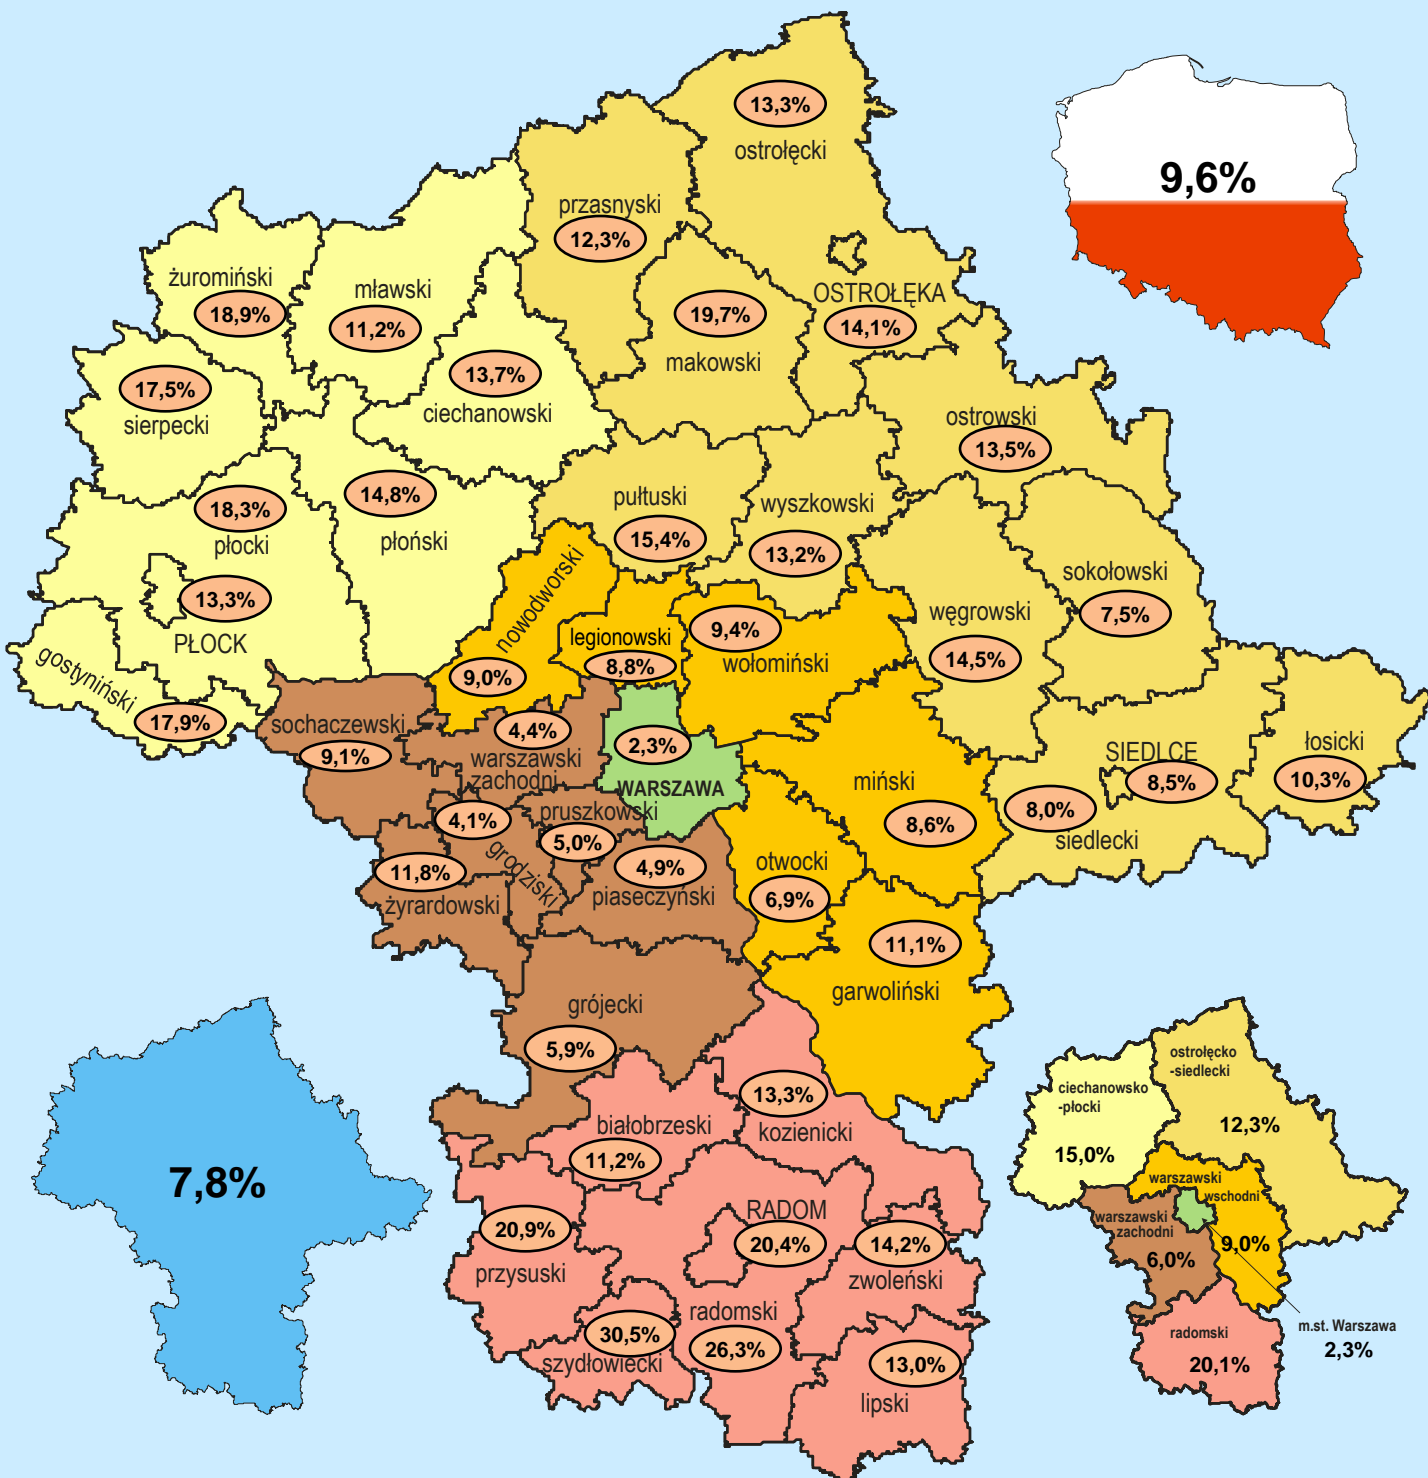 13,3%
ostrołęcki
9,6%
przasnyski
12,3%
żuromiński
18,9%
mławski
11,2%
OSTROŁĘKA
14,1%
19,7%
makowski
17,5%
sierpecki
13,7%
ciechanowski
ostrowski
13,5%
18,3%
płocki
14,8%
płoński
pułtuski
15,4%
wyszkowski
13,2%
13,3%
PŁOCK
nowodworski
9,0%
legionowski
8,8%
9,4%
wołomiński
węgrowski
14,5%
sokołowski
7,5%
gostyniński
17,9%
sochaczewski
9,1%
4,4%
warszawski
zachodni
2,3%
WARSZAWA
miński
8,6%
SIEDLCE
8,5%
8,0%
siedlecki
łosicki
10,3%
4,1%
grodziski
pruszkowski
5,0%
4,9%
piaseczyński
11,8%
żyrardowski
otwocki
6,9%
11,1%
garwoliński
grójecki
5,9%
7,8%
białobrzeski
11,2%
13,3%
kozienicki
20,9%
przysuski
RADOM
20,4%
14,2%
zwoleński
30,5%
szydłowiecki
radomski
26,3%
13,0%
lipski
ostrołęcko
-siedlecki
12,3%
ciechanowsko
-płocki
15,0%
warszawski
wschodni
9,0%
warszawski
zachodni
6,0%
radomski
20,1%
m.st. Warszawa
2,3%